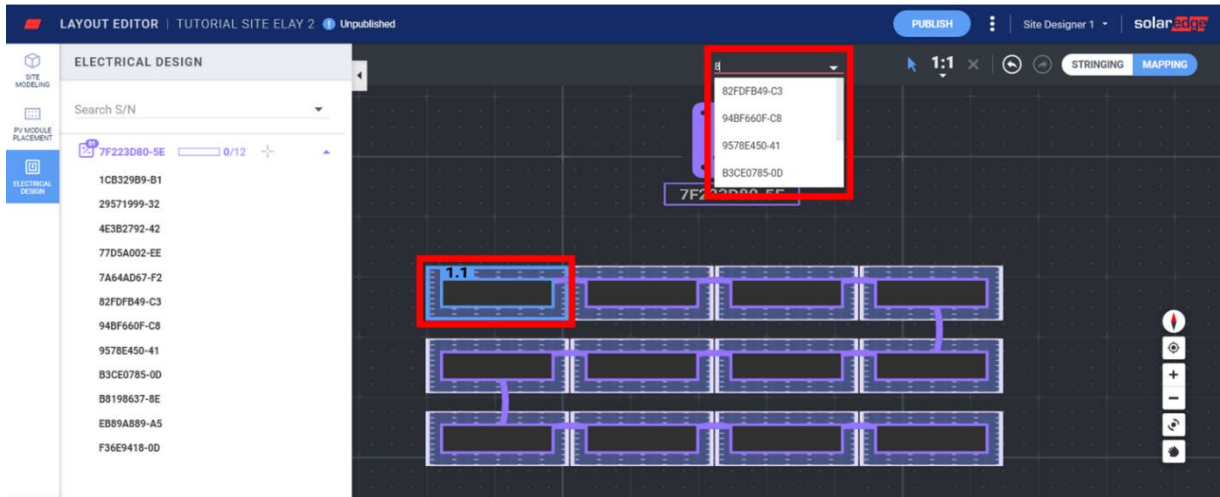 LAYOUT EDITOR | TUTORIAL SITE ELAY 2 Unpublished
PUBLISH
Site Designer 1
solaredge
SITE MODELING
PV MODULE PLACEMENT
ELECTRICAL DESIGN
ELECTRICAL DESIGN
Search S/N
01
7F223D80-5E 0/12
1CB329B9-B1
29571999-32
4E3B2792-42
77D5A002-EE
7A64AD67-F2
82FDFB49-C3
94BF660F-C8
9578E450-41
B3CE0785-0D
B8198637-8E
EB89A889-A5
F36E9418-0D
8
82FDFB49-C3
94BF660F-C8
9578E450-41
B3CE0785-0D
1:1
STRINGING MAPPING
7F223D80-5E
1.1